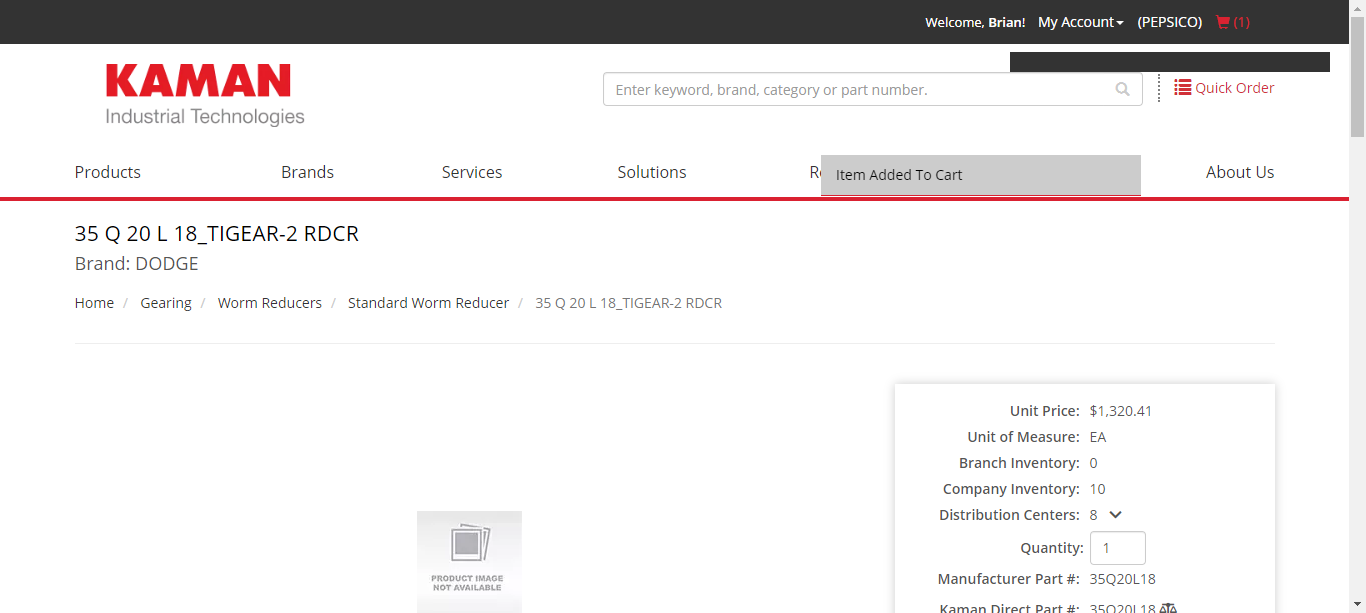 Welcome, Brian! My Account (PEPSICO) (1)
KAMAN
Industrial Technologies
Enter keyword, brand, category or part number.
Quick Order
Products Brands Services Solutions About Us
Item Added To Cart
35 Q 20 L 18_TIGEAR-2 RDCR
Brand: DODGE
Home / Gearing / Worm Reducers / Standard Worm Reducer / 35 Q 20 L 18_TIGEAR-2 RDCR
Unit Price: $1,320.41
Unit of Measure: EA
Branch Inventory: 0
Company Inventory: 10
Distribution Centers: 8
Quantity: 1
Manufacturer Part #: 35Q20L18
Kaman Direct Part #: 35Q20L18
PRODUCT IMAGE
NOT AVAILABLE